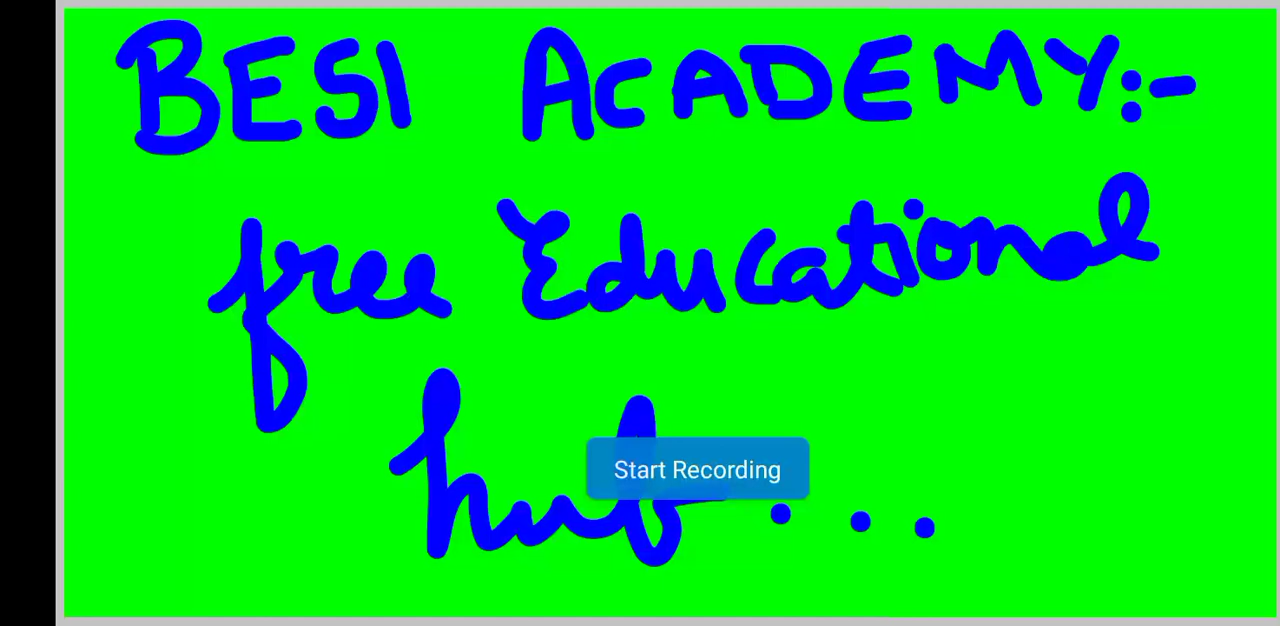 BESI ACADEMY:-
free Educational
hub...
Start Recording